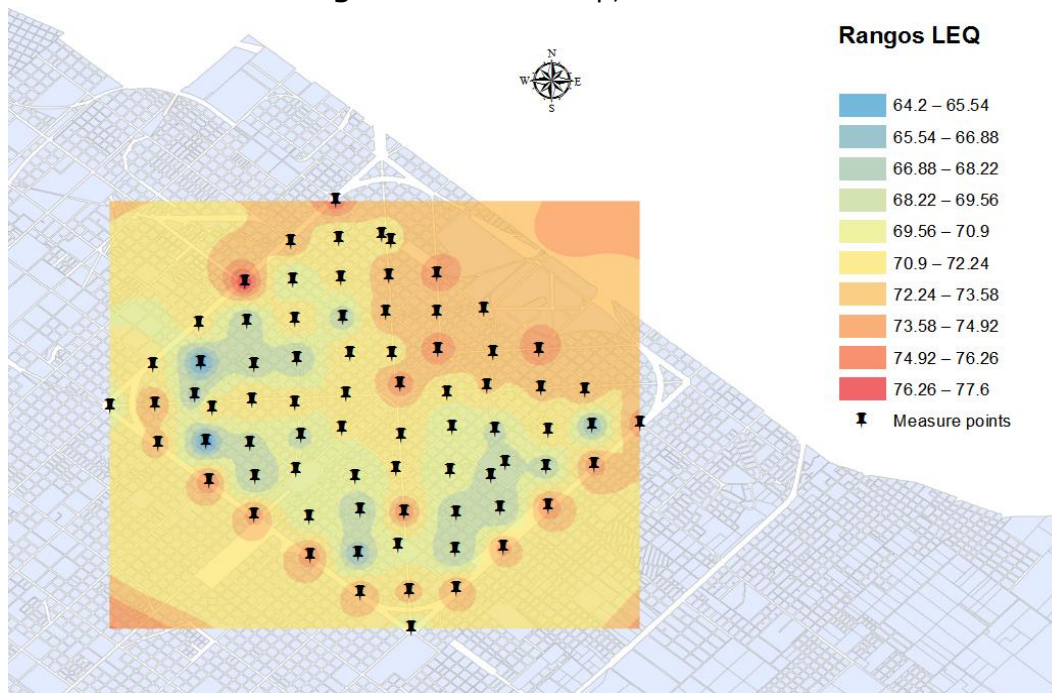 Rangos LEQ
N
W
E
S
64.2 – 65.54
65.54 – 66.88
66.88 – 68.22
68.22 – 69.56
69.56 – 70.9
70.9 – 72.24
72.24 – 73.58
73.58 – 74.92
74.92 – 76.26
76.26 – 77.6
Measure points